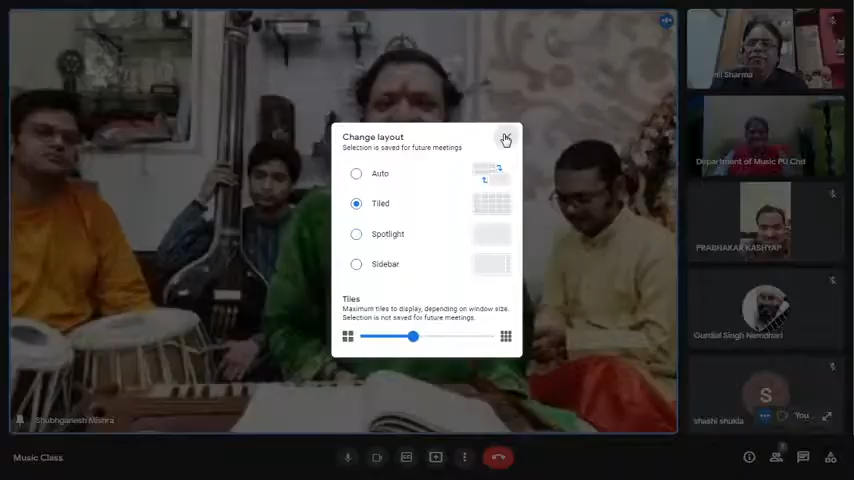 Change layout
Selection is saved for future meetings
Auto
Tiled
Spotlight
Sidebar
Tiles
Maximum tiles to display, depending on window size.
Selection is not saved for future meetings.
Shubhganesh Mishra
nil Sharma
Department of Music PU Chd
PRABHAKAR KASHYAP
Gurdial Singh Namdhari
S
shashi shukla
You
Music Class